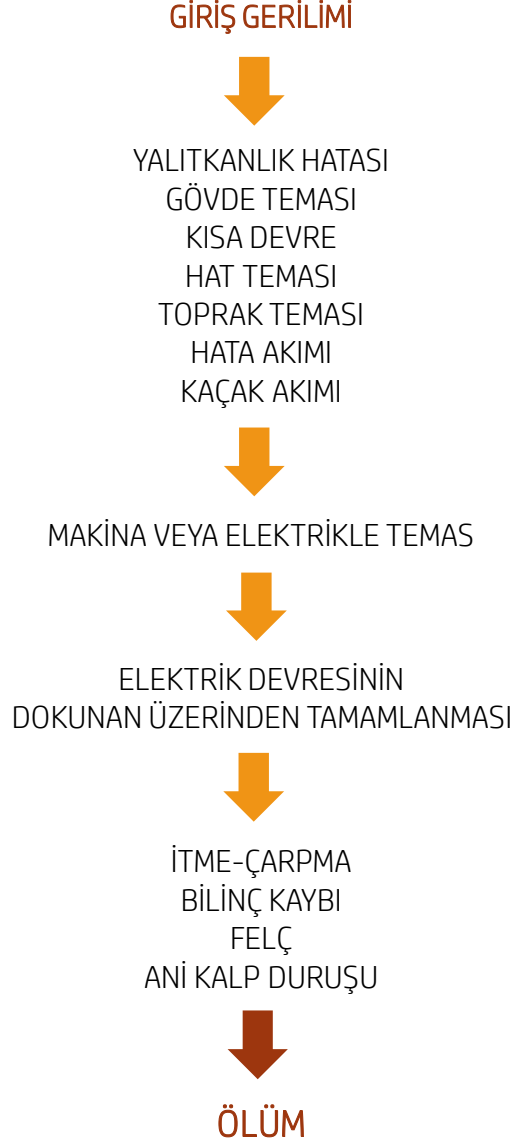 GİRİŞ GERİLİMİ
YALITKANLIK HATASI
GÖVDE TEMASI
KISA DEVRE
HAT TEMASI
TOPRAK TEMASI
HATA AKIMI
KAÇAK AKIMI
MAKİNA VEYA ELEKTRİKLE TEMAS
ELEKTRİK DEVRESİNİN
DOKUNAN ÜZERİNDEN TAMAMLANMASI
İTME-ÇARPMA
BİLİNÇ KAYBI
FELÇ
ANİ KALP DURUŞU
ÖLÜM